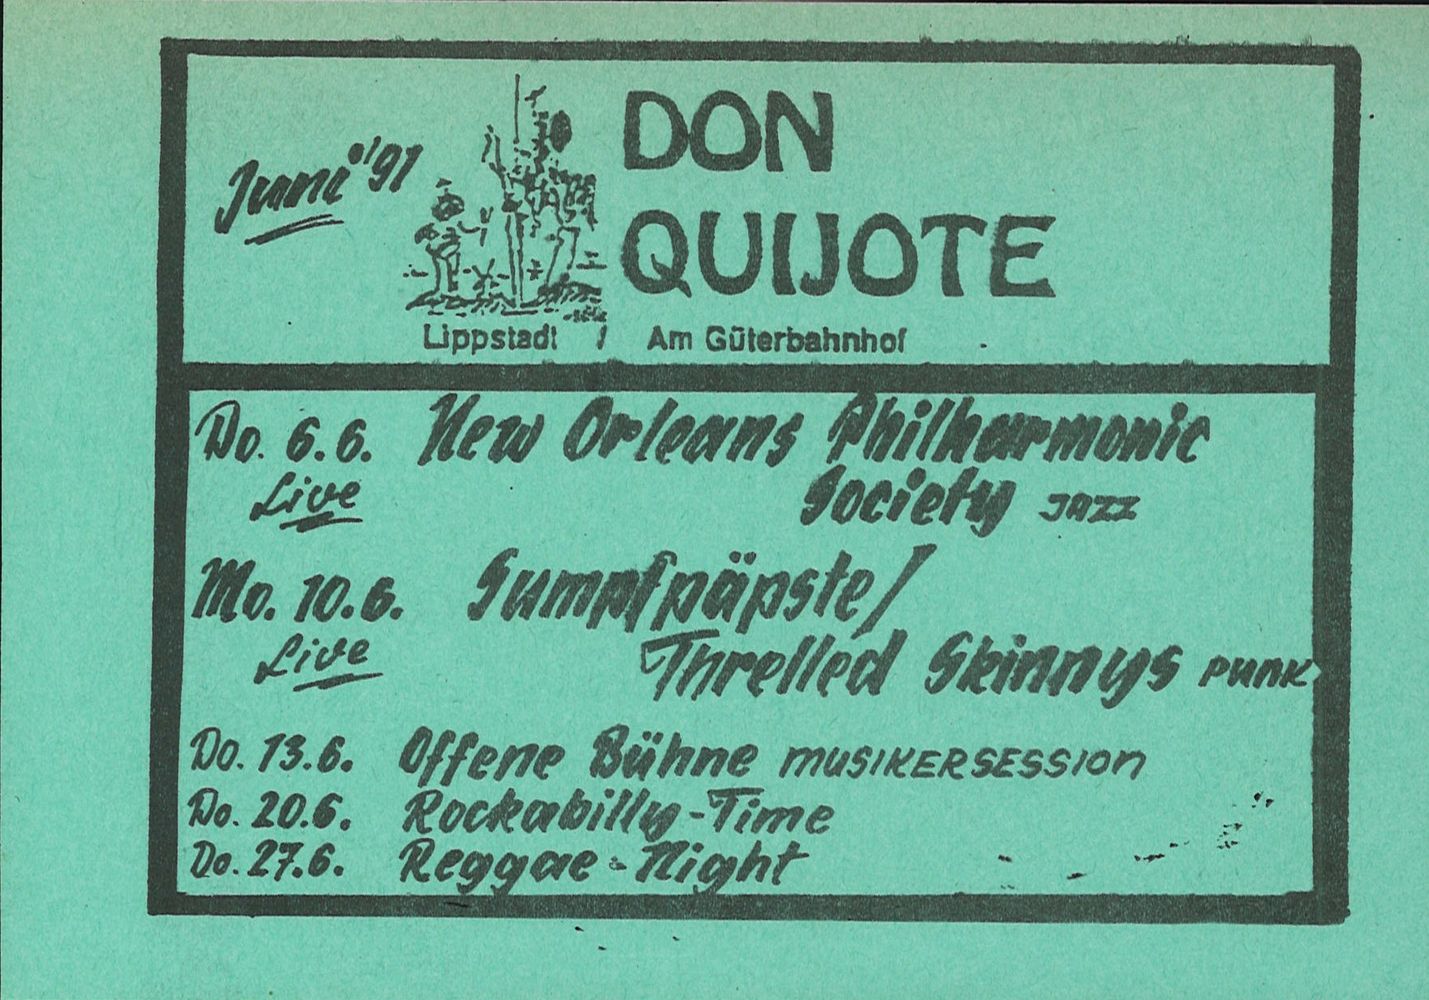 Juni '91
DON
QUIJOTE
Lippstadt / Am Güterbahnhof
Do. 6.6. New Orleans Philharmonic
Live Society JAZZ
Mo. 10.6. Sumpfpäpste/
Live Threlled Skinnys PUNK
Do. 13.6. Offene Bühne MUSIKERSESSION
Do. 20.6. Rockabilly-Time
Do. 27.6. Reggae-Night